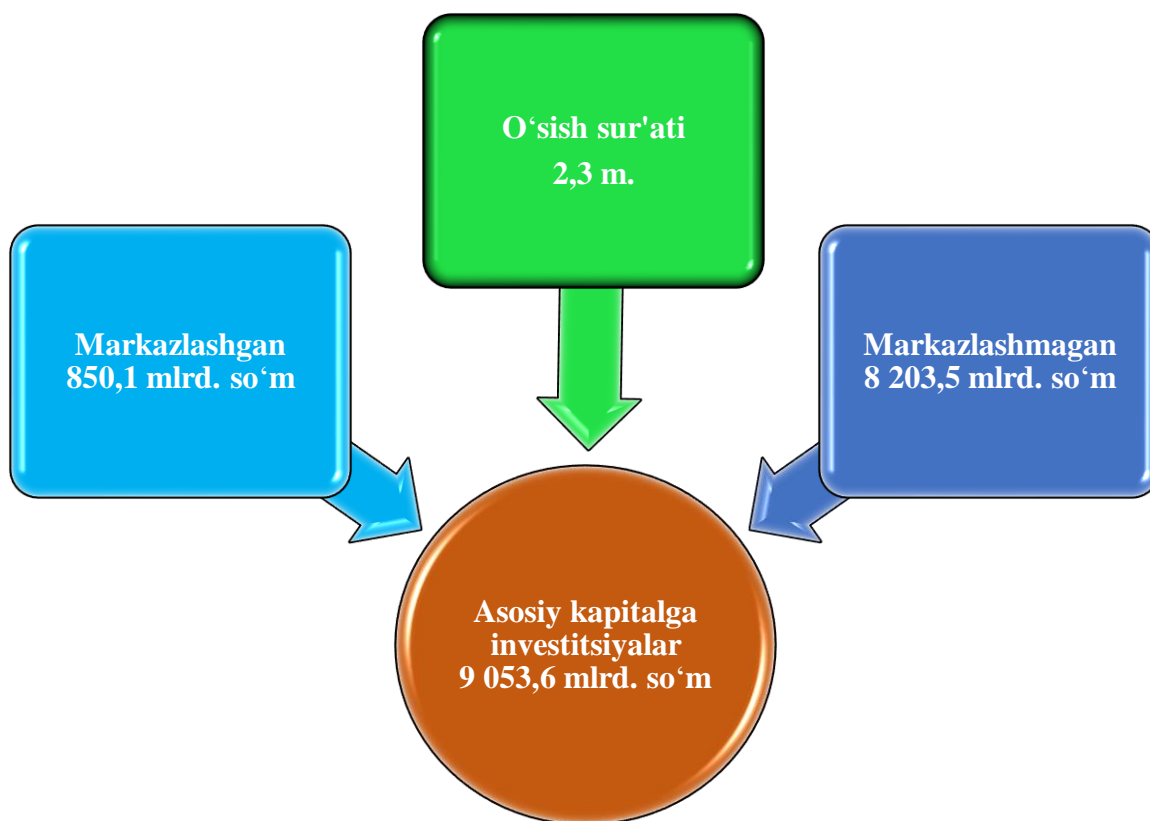 O‘sish sur'ati
2,3 m.
Markazlashgan
850,1 mlrd. so‘m
Markazlashmagan
8 203,5 mlrd. so‘m
Asosiy kapitalga
investitsiyalar
9 053,6 mlrd. so‘m